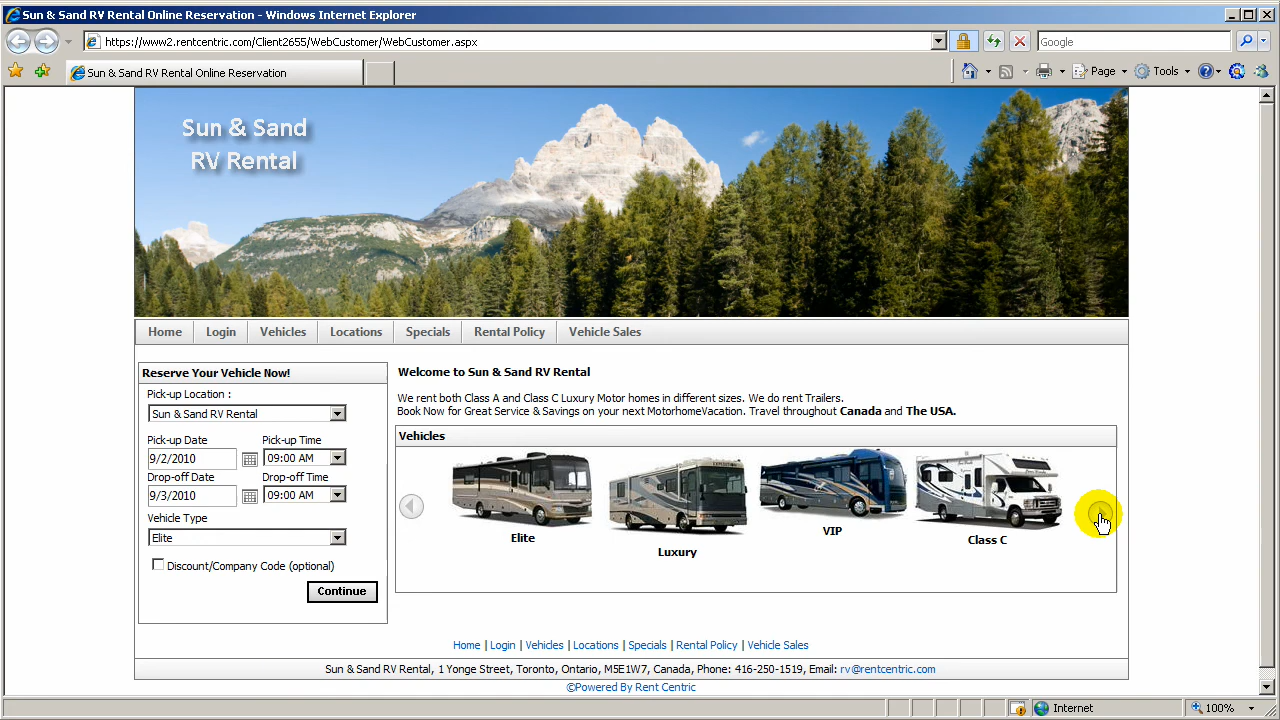 Sun & Sand RV Rental Online Reservation - Windows Internet Explorer
https://www2.rentcentric.com/Client2655/WebCustomer/WebCustomer.aspx
Google
Sun & Sand RV Rental Online Reservation
Page
Tools
Sun & Sand
RV Rental
Home Login Vehicles Locations Specials Rental Policy Vehicle Sales
Reserve Your Vehicle Now!
Pick-up Location :
Sun & Sand RV Rental
Pick-up Date Pick-up Time
9/2/2010 09:00 AM
Drop-off Date Drop-off Time
9/3/2010 09:00 AM
Vehicle Type
Elite
Discount/Company Code (optional)
Continue
Welcome to Sun & Sand RV Rental
We rent both Class A and Class C Luxury Motor homes in different sizes. We do rent Trailers.
Book Now for Great Service & Savings on your next MotorhomeVacation. Travel throughout Canada and The USA.
Vehicles
Elite
Luxury
VIP
Class C
Home | Login | Vehicles | Locations | Specials | Rental Policy | Vehicle Sales
Sun & Sand RV Rental, 1 Yonge Street, Toronto, Ontario, M5E1W7, Canada, Phone: 416-250-1519, Email: rv@rentcentric.com
©Powered By Rent Centric
Internet
100%